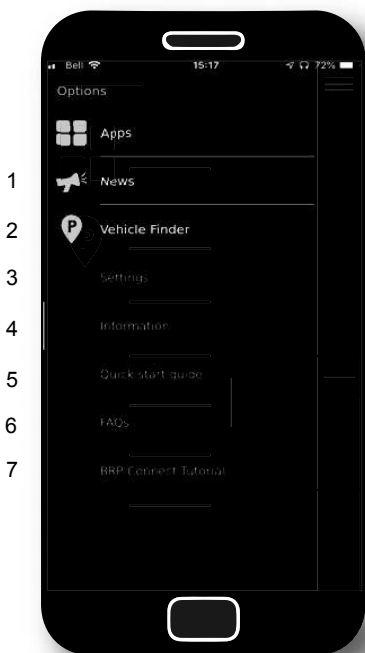 Bell 15:17 72%
Options
Apps
1 News
2 P Vehicle Finder
3 Settings
4 Information
5 Quick start guide
6 FAQs
7 BRP Connect Tutorial